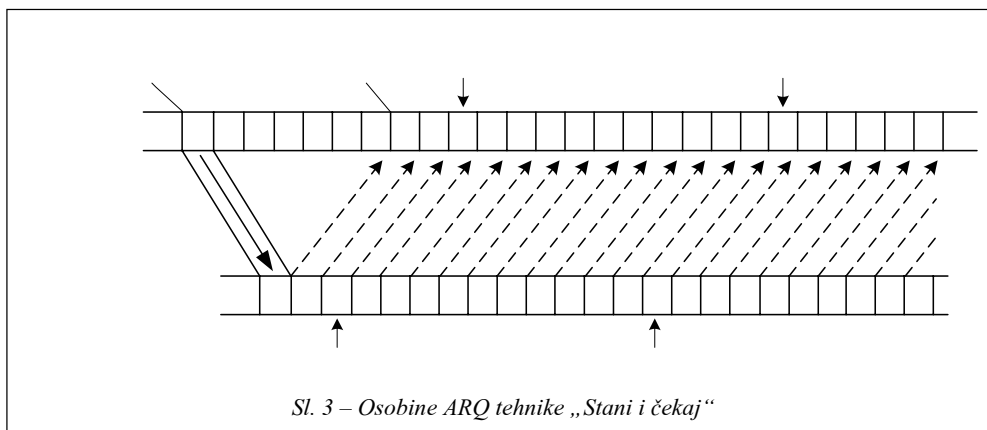 Sl. 3 – Osobine ARQ tehnike „Stani i čekaj“